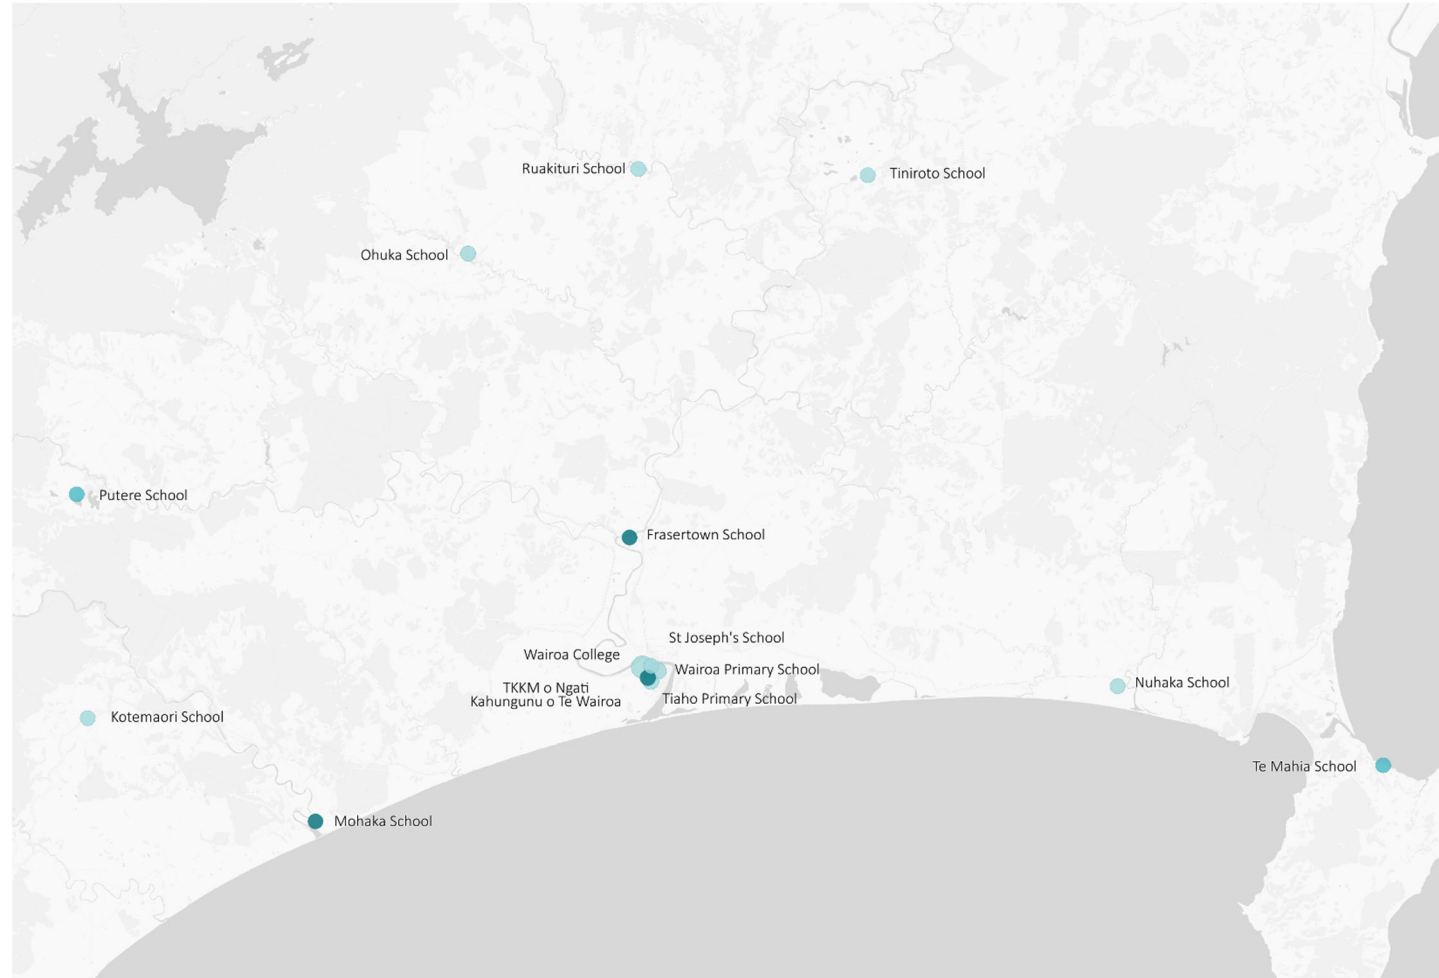 Ruakituri School
Tiniroto School
Ohuka School
Putere School
Frasertown School
St Joseph's School
Wairoa College
Wairoa Primary School
TKKM o Ngati
Kahungunu o Te Wairoa
Tiaho Primary School
Nuhaka School
Kotemaori School
Te Mahia School
Mohaka School